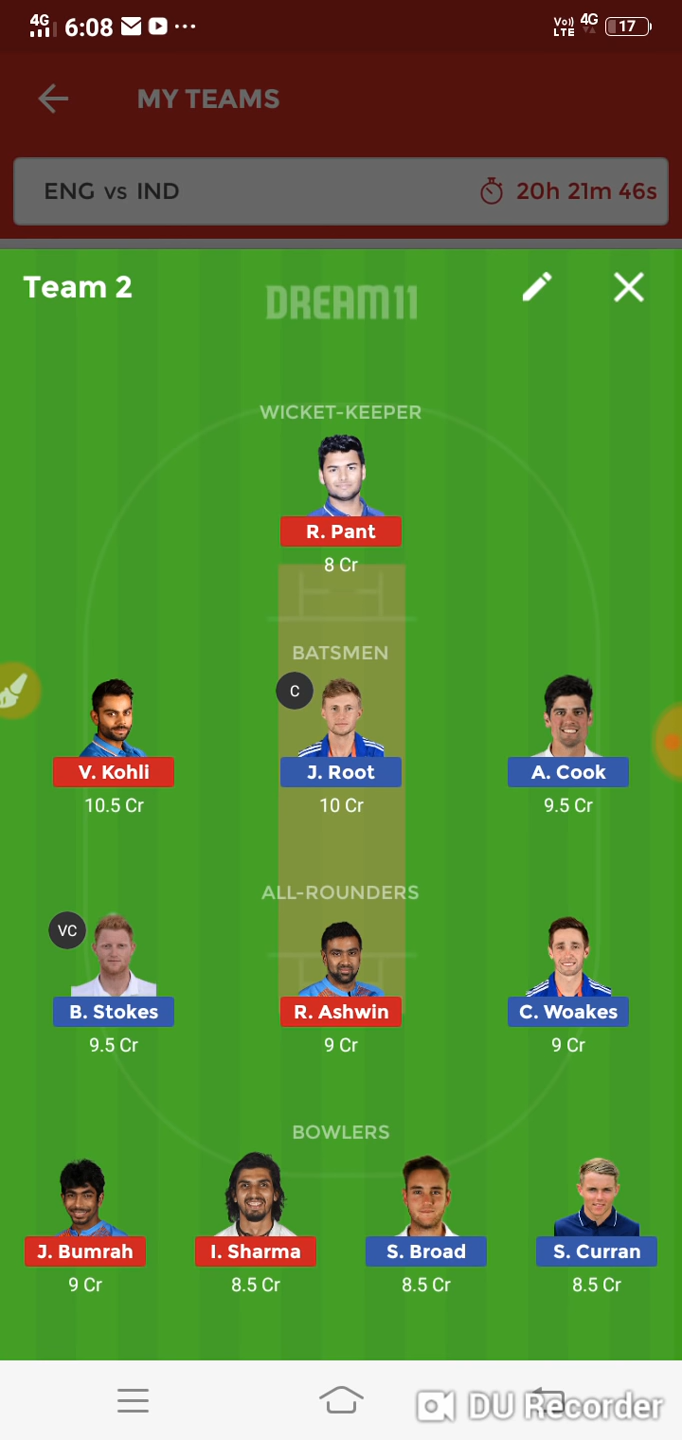 4G 6:08 ... Vo)) LTE 4G 17
MY TEAMS
ENG vs IND 20h 21m 46s
Team 2 DREAM11
WICKET-KEEPER
R. Pant
8 Cr
BATSMEN
C
V. Kohli J. Root A. Cook
10.5 Cr 10 Cr 9.5 Cr
ALL-ROUNDERS
VC
B. Stokes R. Ashwin C. Woakes
9.5 Cr 9 Cr 9 Cr
BOWLERS
J. Bumrah I. Sharma S. Broad S. Curran
9 Cr 8.5 Cr 8.5 Cr 8.5 Cr
DU Recorder